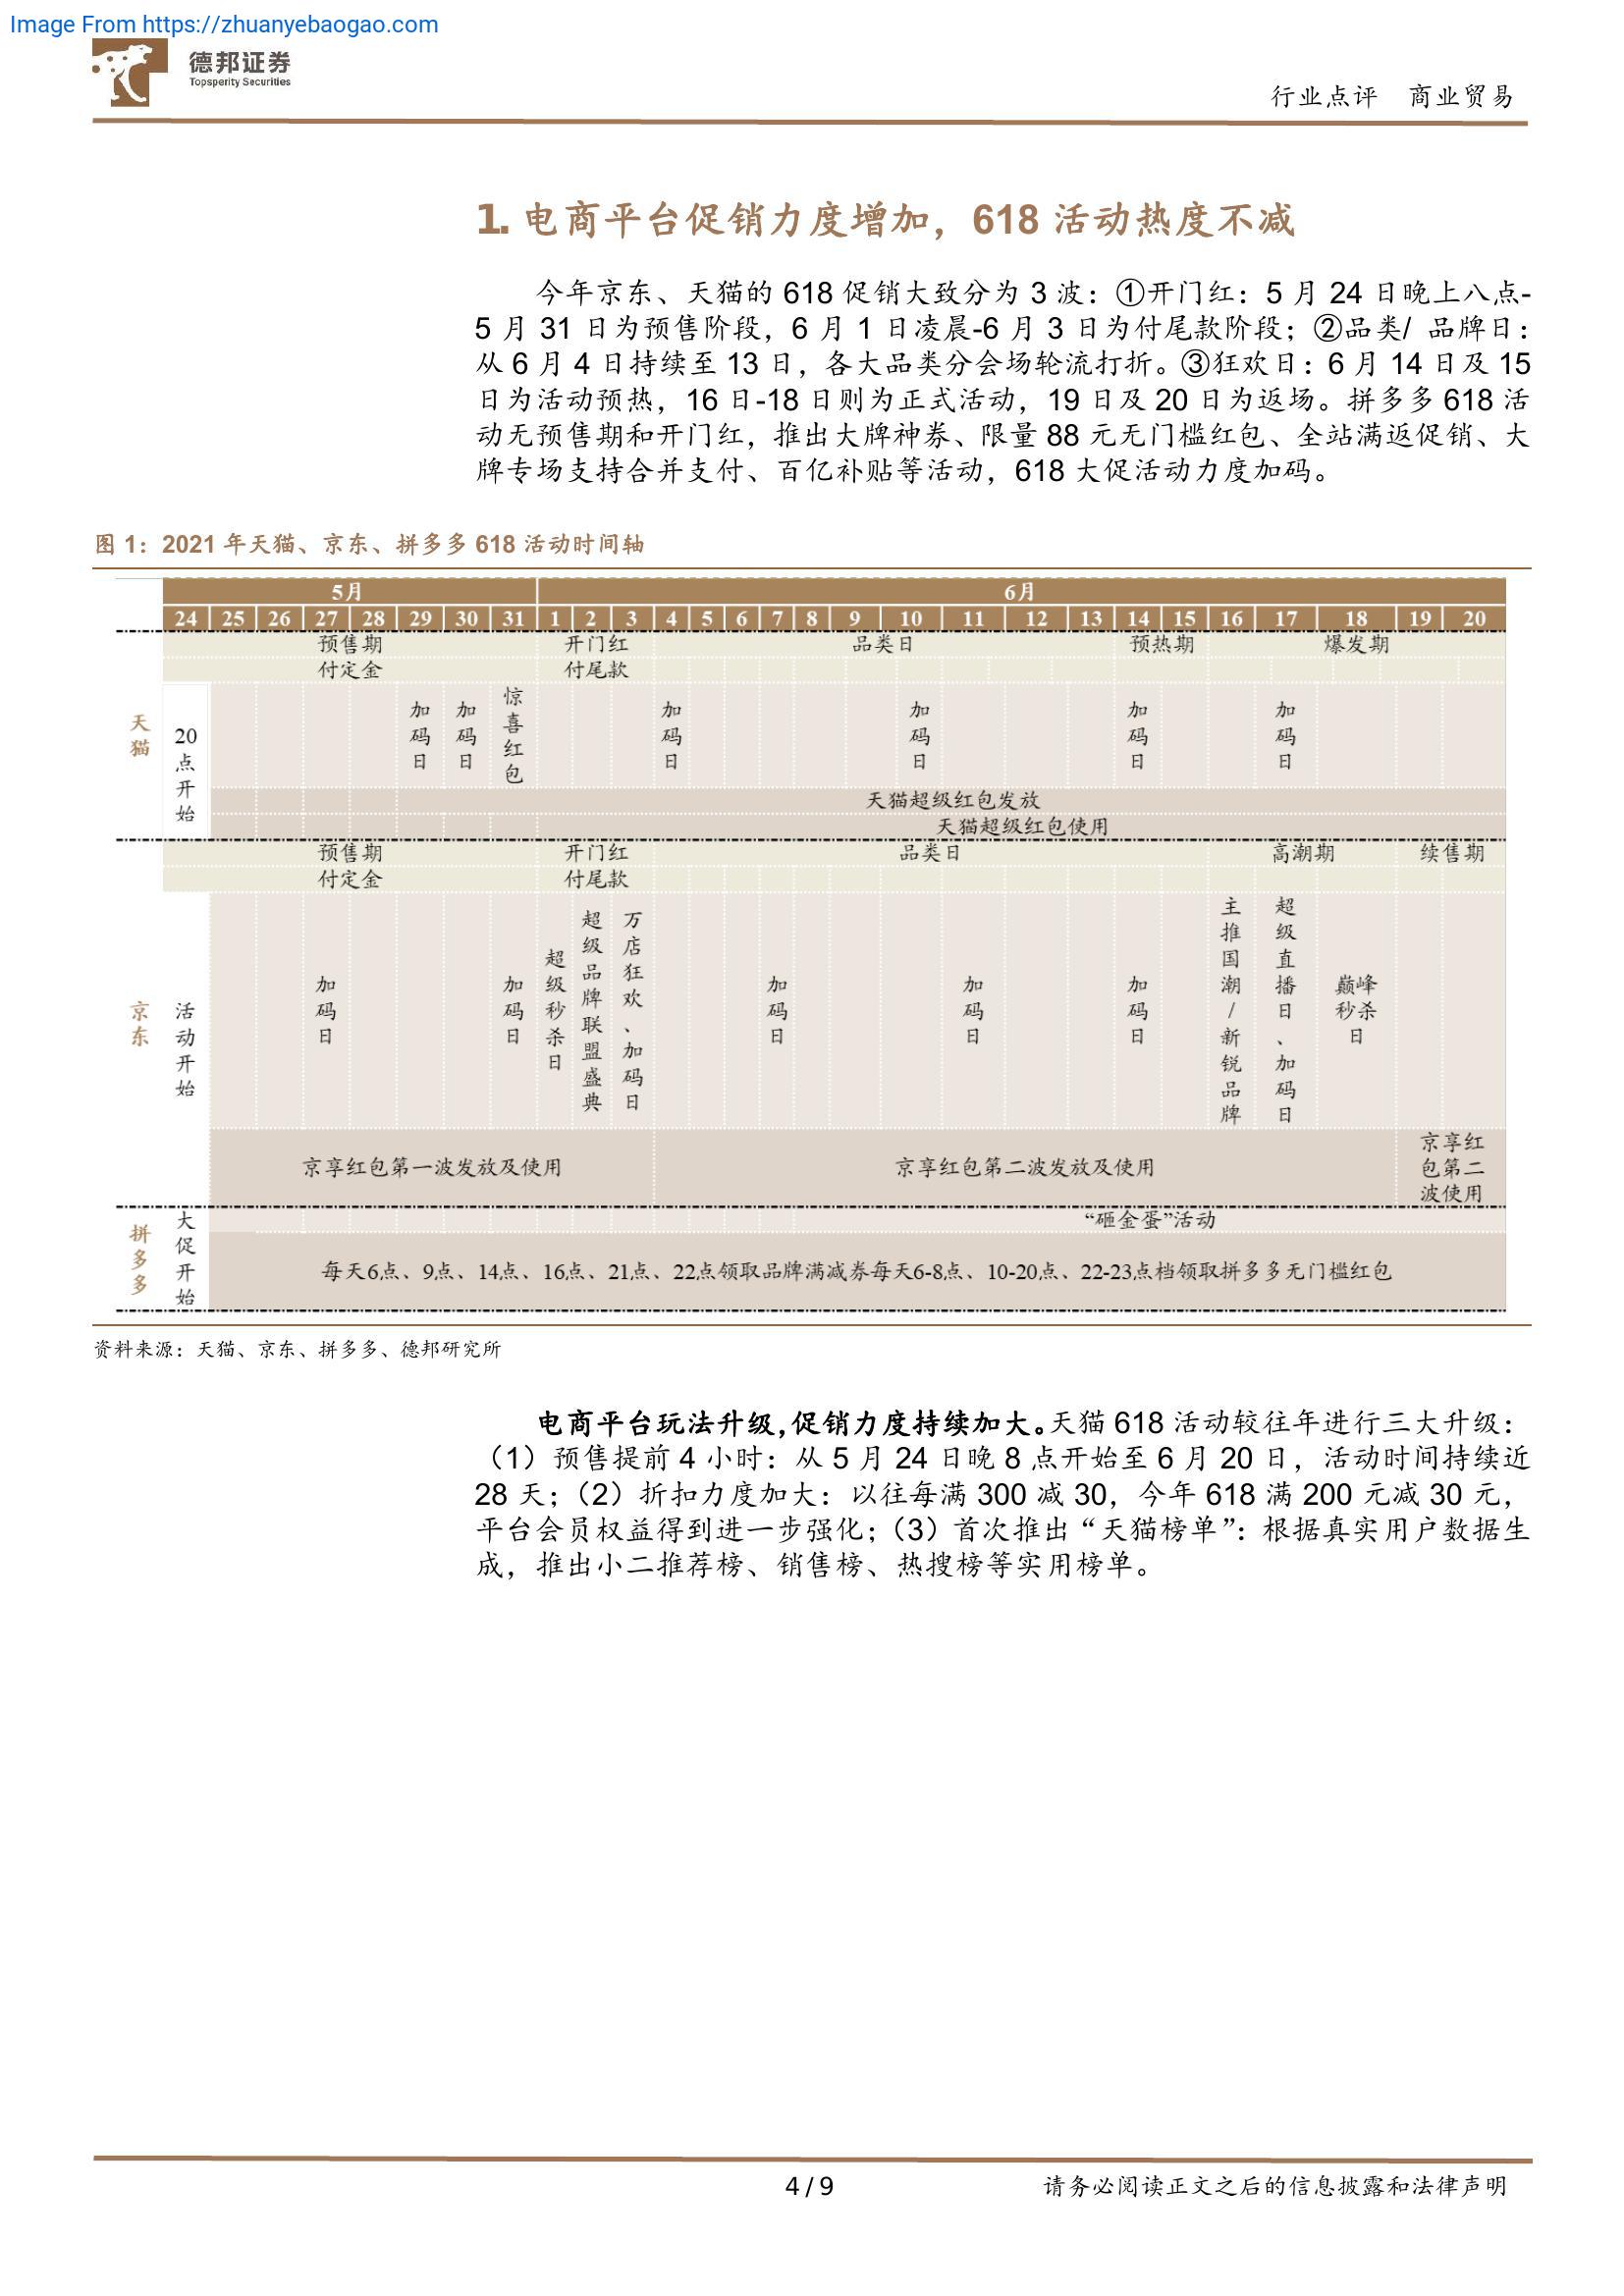 Image From https://zhuanyebaogao.com
德邦证券
Topsperity Securities
行业点评 商业贸易
1. 电商平台促销力度增加，618 活动热度不减
今年京东、天猫的 618 促销大致分为 3 波：①开门红：5 月 24 日晚上八点-
5 月 31 日为预售阶段，6 月 1 日凌晨-6 月 3 日为付尾款阶段；②品类/ 品牌日：
从 6 月 4 日持续至 13 日，各大品类分会场轮流打折。③狂欢日：6 月 14 日及 15
日为活动预热，16 日-18 日则为正式活动，19 日及 20 日为返场。拼多多 618 活
动无预售期和开门红，推出大牌神券、限量 88 元无门槛红包、全站满返促销、大
牌专场支持合并支付、百亿补贴等活动，618 大促活动力度加码。
图 1：2021 年天猫、京东、拼多多 618 活动时间轴
5月 6月
24 25 26 27 28 29 30 31 1 2 3 4 5 6 7 8 9 10 11 12 13 14 15 16 17 18 19 20
预售期 开门红 品类日 预热期 爆发期
付定金 付尾款
天猫 20点开始 加码日 加码日 惊喜红包 加码日 加码日 加码日 加码日
天猫超级红包发放
天猫超级红包使用
预售期 开门红 品类日 高潮期 续售期
付定金 付尾款
京东 活动开始 加码日 加码日 超级秒杀日 超级品牌联盟盛典 万店狂欢、加码日 加码日 加码日 加码日 主推国潮/新锐品牌 超级直播日、加码日 巅峰秒杀日
京享红包第一波发放及使用 京享红包第二波发放及使用 京享红包第二波使用
拼多多 大促开始 “砸金蛋”活动
每天6点、9点、14点、16点、21点、22点领取品牌满减券每天6-8点、10-20点、22-23点档领取拼多多无门槛红包
资料来源：天猫、京东、拼多多、德邦研究所
电商平台玩法升级，促销力度持续加大。天猫 618 活动较往年进行三大升级：
（1）预售提前 4 小时：从 5 月 24 日晚 8 点开始至 6 月 20 日，活动时间持续近
28 天；（2）折扣力度加大：以往每满 300 减 30，今年 618 满 200 元减 30 元，
平台会员权益得到进一步强化；（3）首次推出“天猫榜单”：根据真实用户数据生
成，推出小二推荐榜、销售榜、热搜榜等实用榜单。
4 / 9
请务必阅读正文之后的信息披露和法律声明